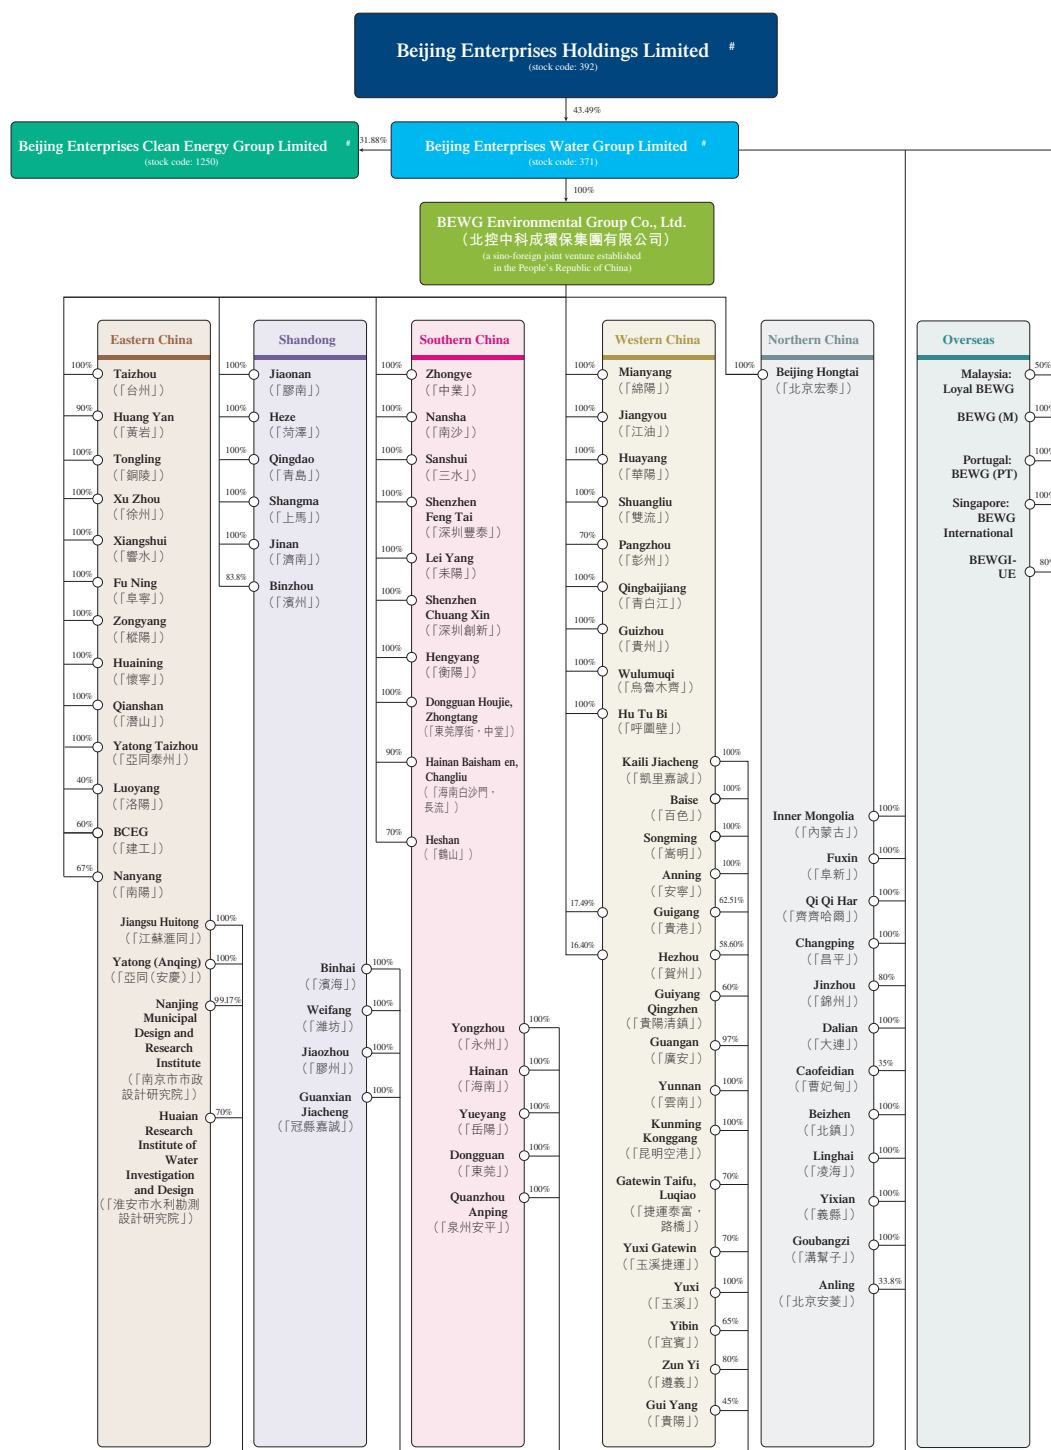 Beijing Enterprises Holdings Limited #
(stock code: 392)
43.49%
Beijing Enterprises Clean Energy Group Limited #
(stock code: 1250)
31.88%
Beijing Enterprises Water Group Limited #
(stock code: 371)
100%
BEWG Environmental Group Co., Ltd.
（北控中科成環保集團有限公司）
(a sino-foreign joint venture established
in the People's Republic of China)
Eastern China
100%
Taizhou
(「台州」)
90%
Huang Yan
(「黃岩」)
100%
Tongling
(「銅陵」)
100%
Xu Zhou
(「徐州」)
100%
Xiangshui
(「響水」)
100%
Fu Ning
(「阜寧」)
100%
Zongyang
(「樅陽」)
100%
Huaining
(「懷寧」)
100%
Qianshan
(「潛山」)
100%
Yatong Taizhou
(「亞同泰州」)
40%
Luoyang
(「洛陽」)
60%
BCEG
(「建工」)
67%
Nanyang
(「南陽」)
Jiangsu Huitong
100%
(「江蘇滙同」)
Yatong (Anqing)
100%
(「亞同(安慶)」)
Nanjing
99.17%
Municipal
Design and
Research
Institute
(「南京市市政
設計研究院」)
Huaian
70%
Research
Institute of
Water
Investigation
and Design
(「淮安市水利勘測
設計研究院」)
Shandong
100%
Jiaonan
(「膠南」)
100%
Heze
(「菏澤」)
100%
Qingdao
(「青島」)
100%
Shangma
(「上馬」)
100%
Jinan
(「濟南」)
83.8%
Binzhou
(「濱州」)
Binhai
100%
(「濱海」)
Weifang
100%
(「濰坊」)
Jiaozhou
100%
(「膠州」)
Guanxian
100%
Jiacheng
(「冠縣嘉誠」)
Southern China
100%
Zhongye
(「中業」)
100%
Nansha
(「南沙」)
100%
Sanshui
(「三水」)
100%
Shenzhen
Feng Tai
(「深圳豐泰」)
100%
Lei Yang
(「耒陽」)
100%
Shenzhen
Chuang Xin
(「深圳創新」)
100%
Hengyang
(「衡陽」)
100%
Dongguan Houjie,
Zhongtang
(「東莞厚街，中堂」)
90%
Hainan Baisham en,
Changliu
(「海南白沙門，
長流」)
70%
Heshan
(「鶴山」)
Yongzhou
100%
(「永州」)
Hainan
100%
(「海南」)
Yueyang
100%
(「岳陽」)
Dongguan
100%
(「東莞」)
Quanzhou
100%
Anping
(「泉州安平」)
Western China
100%
Mianyang
(「綿陽」)
100%
Jiangyou
(「江油」)
100%
Huayang
(「華陽」)
100%
Shuangliu
(「雙流」)
70%
Pangzhou
(「彭州」)
100%
Qingbaijiang
(「青白江」)
100%
Guizhou
(「貴州」)
100%
Wulumuqi
(「烏魯木齊」)
100%
Hu Tu Bi
(「呼圖壁」)
Kaili Jiacheng
100%
(「凱里嘉誠」)
Baise
100%
(「百色」)
Songming
100%
(「嵩明」)
Anning
100%
(「安寧」)
17.49%
Guigang
62.51%
(「貴港」)
16.40%
Hezhou
58.60%
(「賀州」)
Guiyang
60%
Qingzhen
(「貴陽清鎮」)
Guangan
97%
(「廣安」)
Yunnan
100%
(「雲南」)
Kunming
100%
Konggang
(「昆明空港」)
Gatewin Taifu,
70%
Luqiao
(「捷運泰富，
路橋」)
Yuxi Gatewin
70%
(「玉溪捷運」)
Yuxi
100%
(「玉溪」)
Yibin
65%
(「宜賓」)
Zun Yi
80%
(「遵義」)
Gui Yang
45%
(「貴陽」)
Northern China
100%
Beijing Hongtai
(「北京宏泰」)
Inner Mongolia
100%
(「內蒙古」)
Fuxin
100%
(「阜新」)
Qi Qi Har
100%
(「齊齊哈爾」)
Changping
100%
(「昌平」)
Jinzhou
80%
(「錦州」)
Dalian
100%
(「大連」)
Caofeidian
35%
(「曹妃甸」)
Beizhen
100%
(「北鎮」)
Linghai
100%
(「凌海」)
Yixian
100%
(「義縣」)
Goubangzi
100%
(「溝幫子」)
Anling
33.8%
(「北京安菱」)
Overseas
Malaysia:
50%
Loyal BEWG
BEWG (M)
100%
Portugal:
100%
BEWG (PT)
Singapore:
100%
BEWG
International
BEWGI-
80%
UE